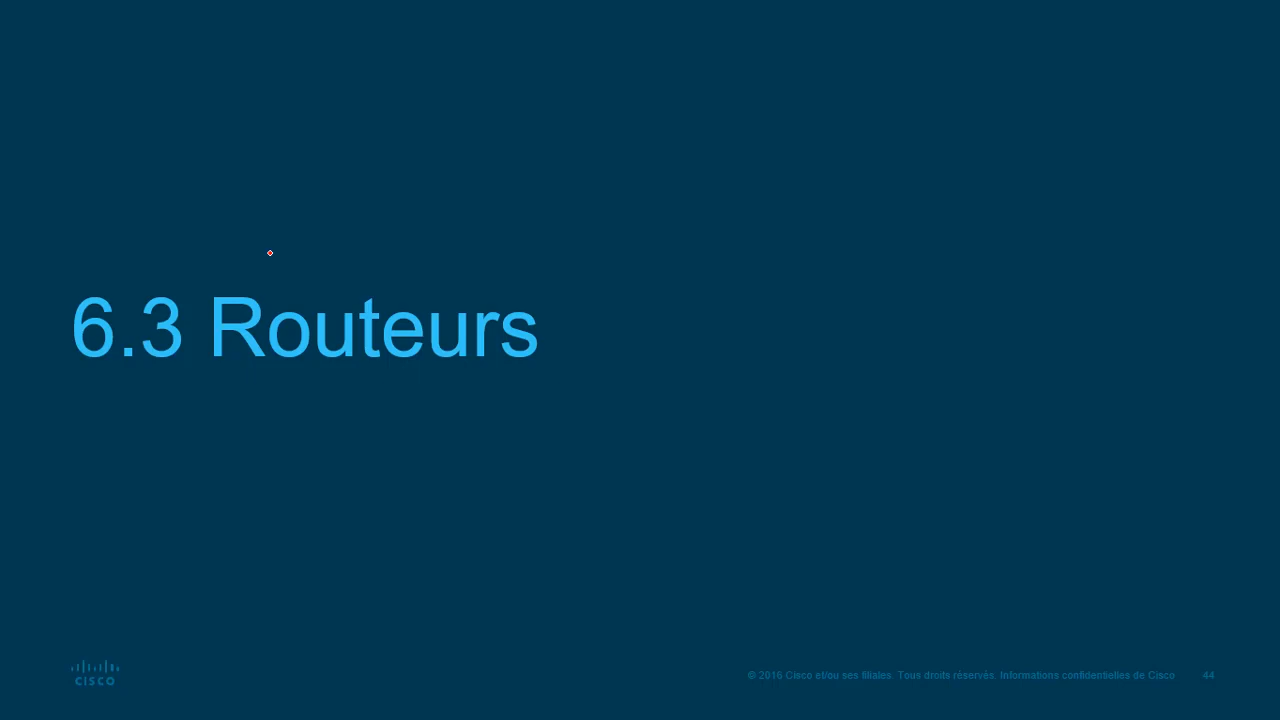 6.3 Routeurs
CISCO
© 2016 Cisco et/ou ses filiales. Tous droits réservés. Informations confidentielles de Cisco 44